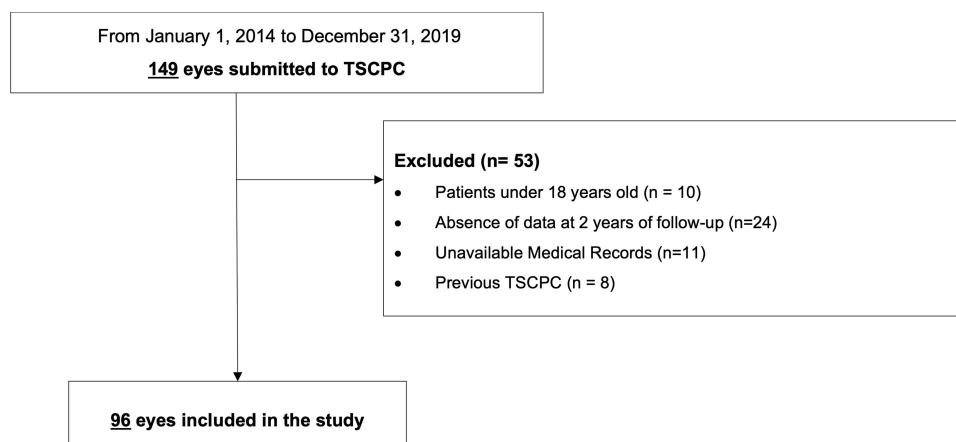 From January 1, 2014 to December 31, 2019
149 eyes submitted to TSCPC
Excluded (n= 53)
• Patients under 18 years old (n = 10)
• Absence of data at 2 years of follow-up (n=24)
• Unavailable Medical Records (n=11)
• Previous TSCPC (n = 8)
96 eyes included in the study